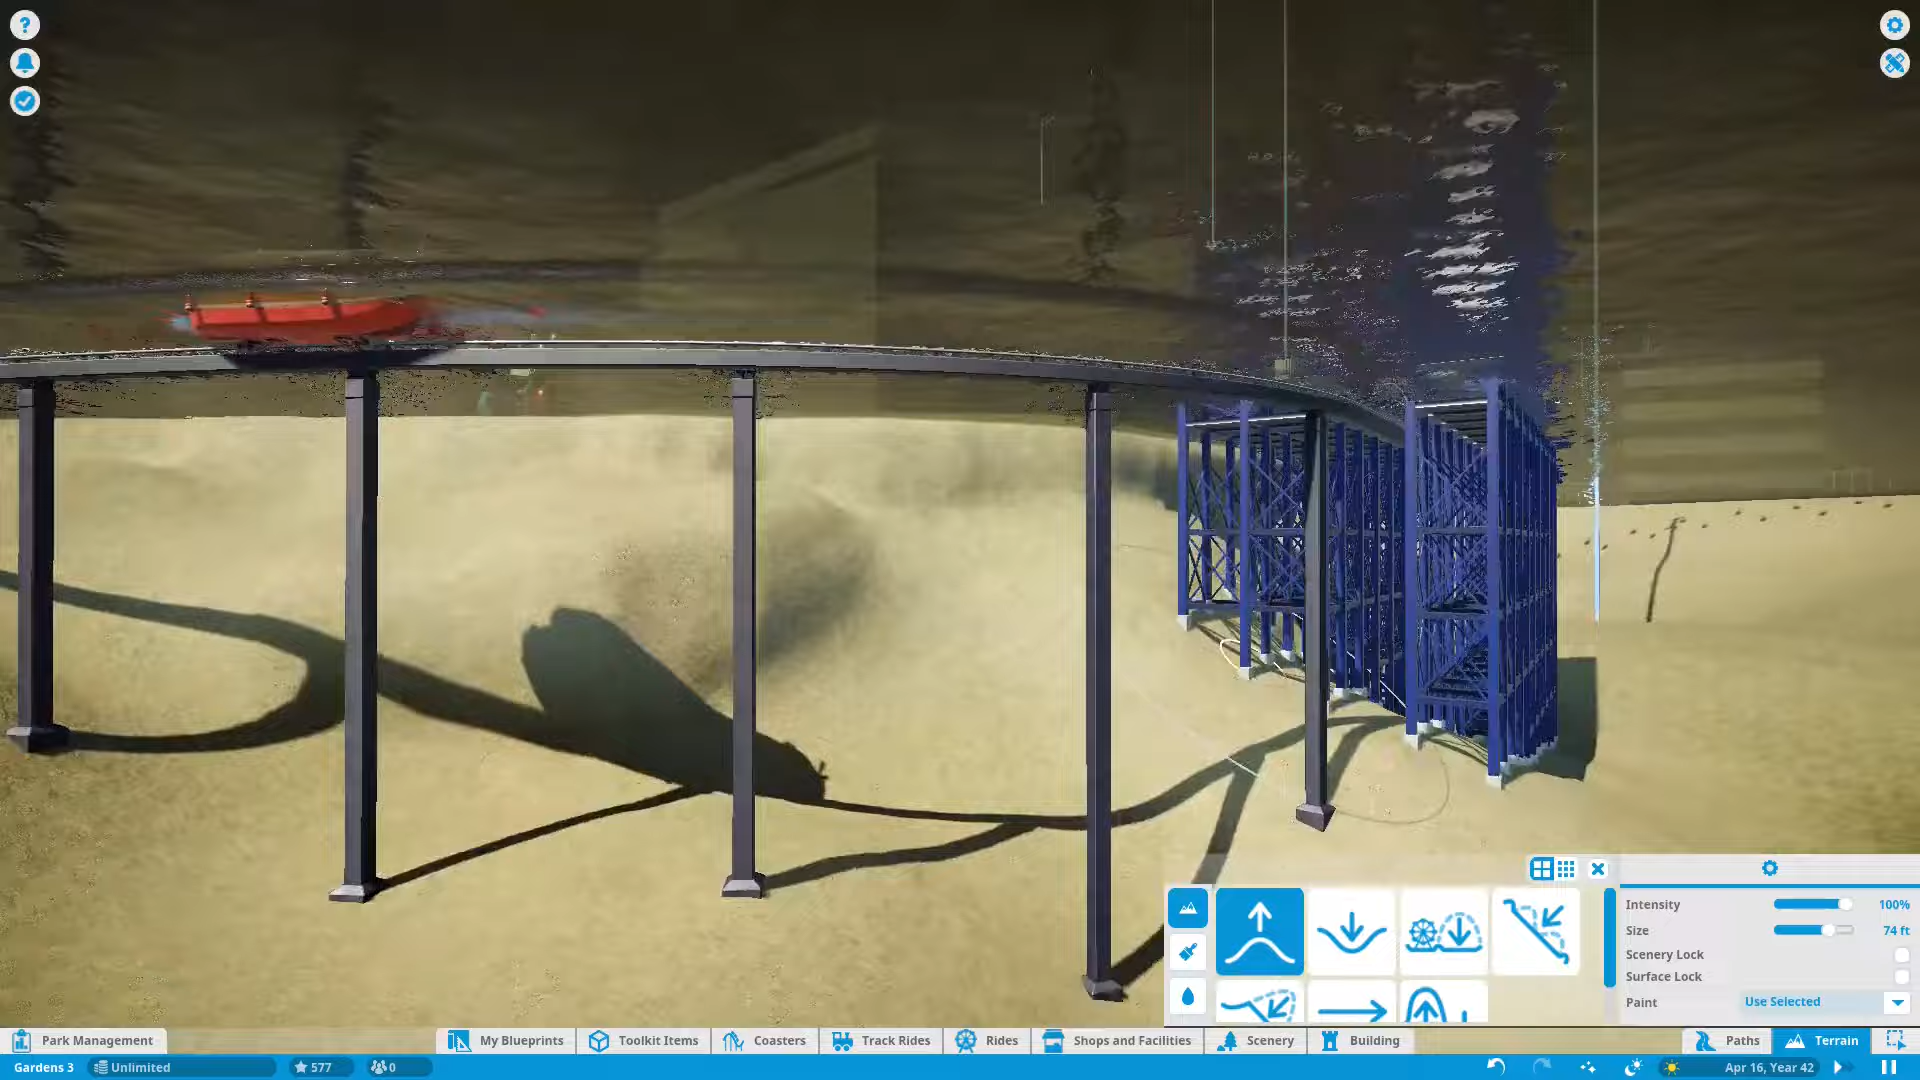 ?
Intensity 100%
Size 74 ft
Scenery Lock
Surface Lock
Paint Use Selected
Park Management My Blueprints Toolkit Items Coasters Track Rides Rides Shops and Facilities Scenery Building Paths Terrain
Gardens 3 Unlimited 577 0 Apr 16, Year 42